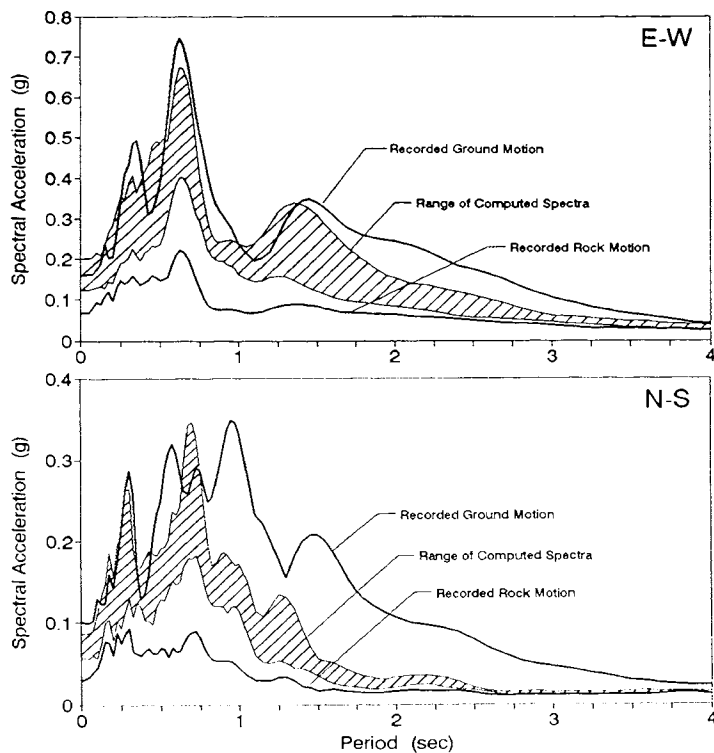 E-W
Spectral Acceleration (g)
0.8
0.7
0.6
0.5
0.4
0.3
0.2
0.1
0
Recorded Ground Motion
Range of Computed Spectra
Recorded Rock Motion
0 1 2 3 4
N-S
Spectral Acceleration (g)
0.4
0.3
0.2
0.1
0
Recorded Ground Motion
Range of Computed Spectra
Recorded Rock Motion
0 1 2 3 4
Period (sec)